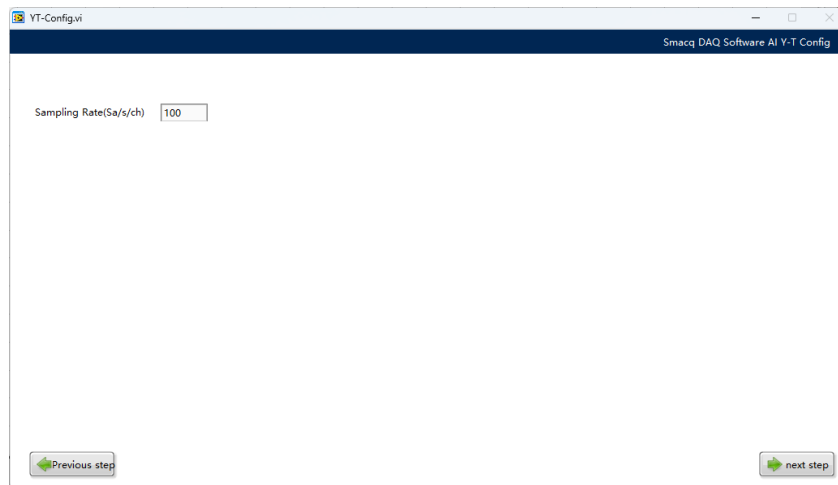 YT-Config.vi
Smacq DAQ Software AI Y-T Config
Sampling Rate(Sa/s/ch) 100
Previous step next step